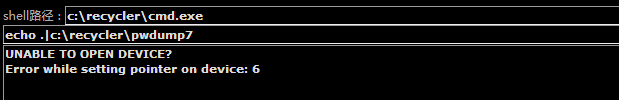 shell路径：c:\recycler\cmd.exe
echo .|c:\recycler\pwdump7
UNABLE TO OPEN DEVICE?
Error while setting pointer on device: 6